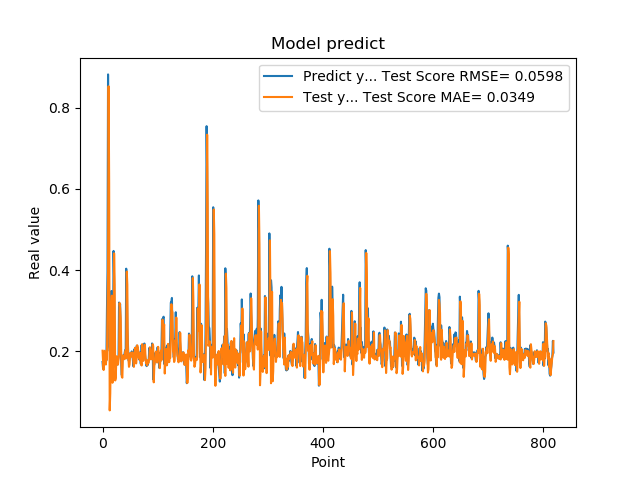 Model predict
Predict y... Test Score RMSE= 0.0598
Test y... Test Score MAE= 0.0349
Real value
0.8
0.6
0.4
0.2
0 200 400 600 800
Point